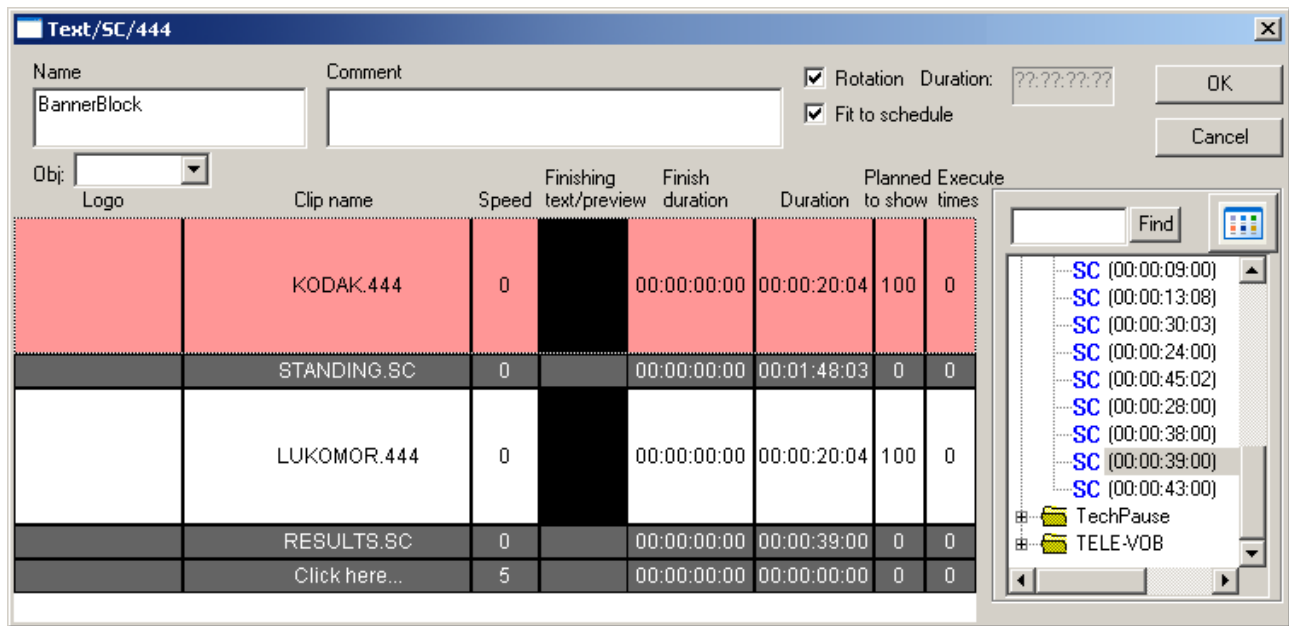 Text/SC/444
Name Comment
Rotation Duration: ??:??:??:?? OK
BannerBlock
Fit to schedule
Cancel
Obj:
Logo Clip name Speed Finishing text/preview Finish duration Duration Planned to show Execute times
Find
KODAK.444 0 00:00:00:00 00:00:20:04 100 0
STANDING.SC 0 00:00:00:00 00:01:48:03 0 0
LUKOMOR.444 0 00:00:00:00 00:00:20:04 100 0
RESULTS.SC 0 00:00:00:00 00:00:39:00 0 0
Click here... 5 00:00:00:00 00:00:00:00 0 0
SC (00:00:09:00)
SC (00:00:13:08)
SC (00:00:30:03)
SC (00:00:24:00)
SC (00:00:45:02)
SC (00:00:28:00)
SC (00:00:38:00)
SC (00:00:39:00)
SC (00:00:43:00)
TechPause
TELE-VOB